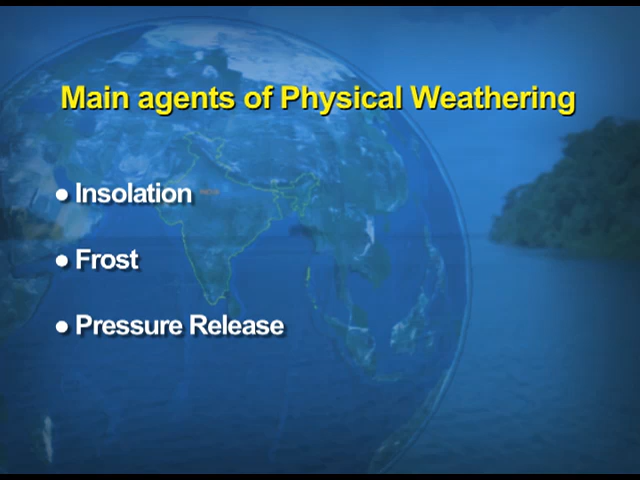 Main agents of Physical Weathering
● Insolation
● Frost
● Pressure Release